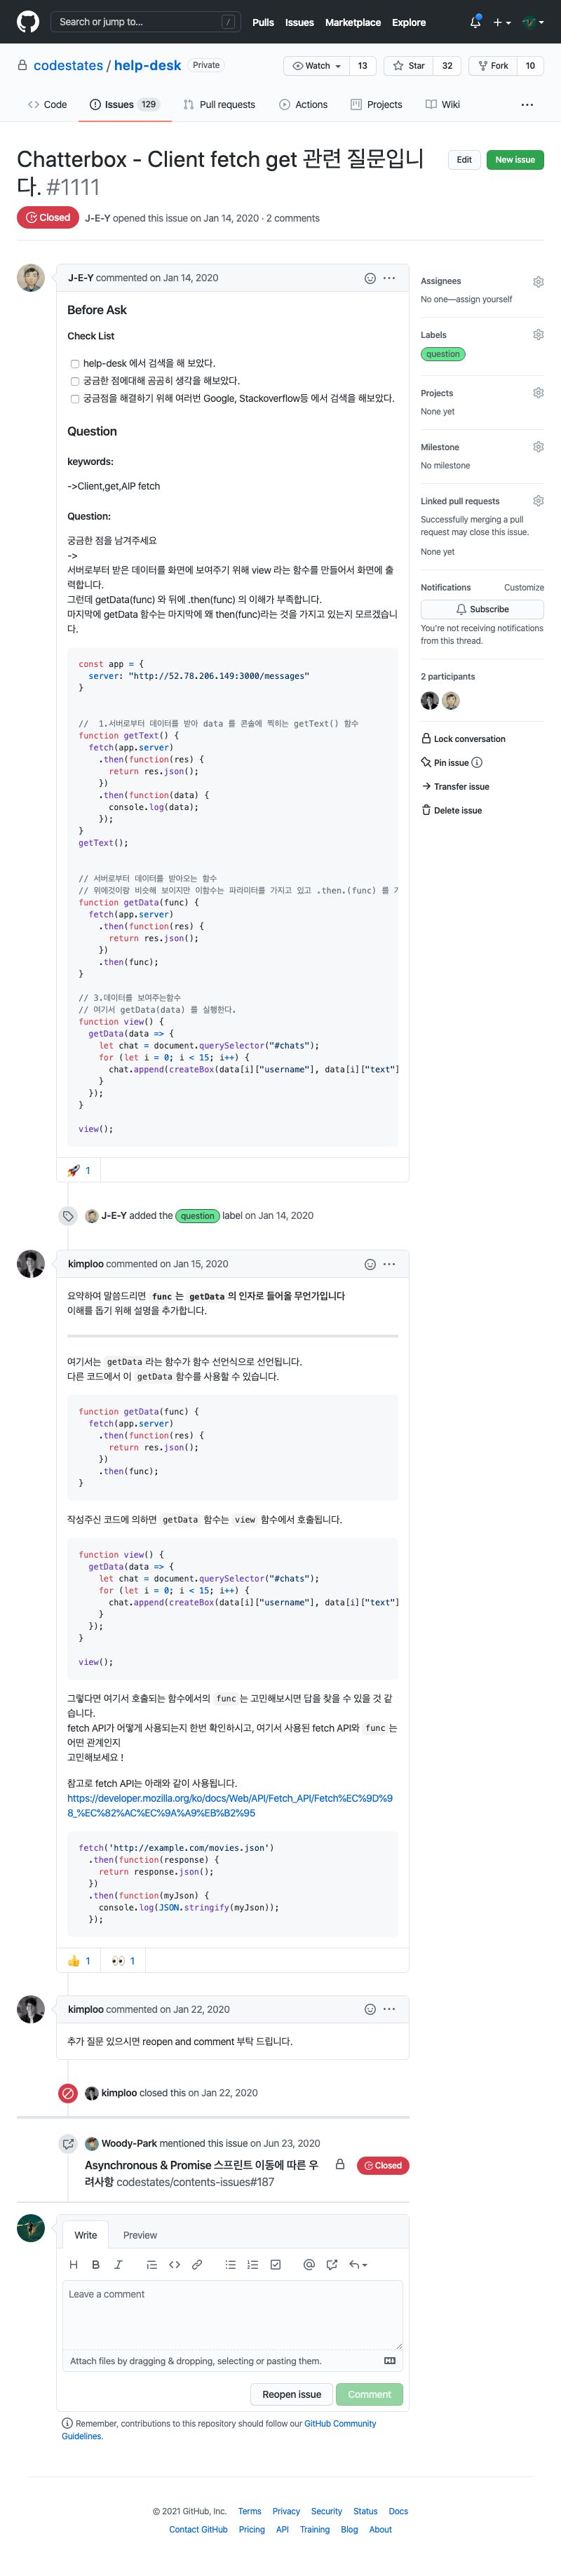 Search or jump to...
/
Pulls Issues Marketplace Explore
codestates / help-desk Private
Watch 13
Star 32
Fork 10
Code
Issues 129
Pull requests
Actions
Projects
Wiki
Chatterbox - Client fetch get 관련 질문입니
다. #1111
Edit
New issue
Closed
J-E-Y opened this issue on Jan 14, 2020 · 2 comments
J-E-Y commented on Jan 14, 2020
Before Ask
Check List
help-desk 에서 검색을 해 보았다.
궁금한 점에대해 곰곰히 생각을 해보았다.
궁금점을 해결하기 위해 여러번 Google, Stackoverflow등 에서 검색을 해보았다.
Question
keywords:
->Client,get,AIP fetch
Question:
궁금한 점을 남겨주세요
->
서버로부터 받은 데이터를 화면에 보여주기 위해 view 라는 함수를 만들어서 화면에 출
력합니다.
그런데 getData(func) 와 뒤에 .then(func) 의 이해가 부족합니다.
마지막에 getData 함수는 마지막에 왜 then(func)라는 것을 가지고 있는지 모르겠습니
다.
const app = {
server: "http://52.78.206.149:3000/messages"
}
// 1.서버로부터 데이터를 받아 data 를 콘솔에 찍히는 getText() 함수
function getText() {
fetch(app.server)
.then(function(res) {
return res.json();
})
.then(function(data) {
console.log(data);
});
}
getText();
// 서버로부터 데이터를 받아오는 함수
// 위에것이랑 비슷해 보이지만 이함수는 파라미터를 가지고 있고 .then.(func) 를
function getData(func) {
fetch(app.server)
.then(function(res) {
return res.json();
})
.then(func);
}
// 3.데이터를 보여주는함수
// 여기서 getData(data) 를 실행한다.
function view() {
getData(data => {
let chat = document.querySelector("#chats");
for (let i = 0; i < 15; i++) {
chat.append(createBox(data[i]["username"], data[i]["text"]
}
});
}
view();
🚀 1
J-E-Y added the question label on Jan 14, 2020
kimploo commented on Jan 15, 2020
요약하여 말씀드리면 func 는 getData 의 인자로 들어올 무언가입니다
이해를 돕기 위해 설명을 추가합니다.
여기서는 getData 라는 함수가 함수 선언식으로 선언됩니다.
다른 코드에서 이 getData 함수를 사용할 수 있습니다.
function getData(func) {
fetch(app.server)
.then(function(res) {
return res.json();
})
.then(func);
}
작성주신 코드에 의하면 getData 함수는 view 함수에서 호출됩니다.
function view() {
getData(data => {
let chat = document.querySelector("#chats");
for (let i = 0; i < 15; i++) {
chat.append(createBox(data[i]["username"], data[i]["text"]
}
});
}
view();
그렇다면 여기서 호출되는 함수에서의 func 는 고민해보시면 답을 찾을 수 있을 것 같
습니다.
fetch API가 어떻게 사용되는지 한번 확인하시고, 여기서 사용된 fetch API와 func 는
어떤 관계인지
고민해보세요 !
참고로 fetch API는 아래와 같이 사용됩니다.
https://developer.mozilla.org/ko/docs/Web/API/Fetch_API/Fetch%EC%9D%9
8_%EC%82%AC%EC%9A%A9%EB%B2%95
fetch('http://example.com/movies.json')
.then(function(response) {
return response.json();
})
.then(function(myJson) {
console.log(JSON.stringify(myJson));
});
👍 1 👀 1
kimploo commented on Jan 22, 2020
추가 질문 있으시면 reopen and comment 부탁 드립니다.
kimploo closed this on Jan 22, 2020
Woody-Park mentioned this issue on Jun 23, 2020
Asynchronous & Promise 스프린트 이동에 따른 우
려사항 codestates/contents-issues#187
Closed
Write Preview
Leave a comment
Attach files by dragging & dropping, selecting or pasting them.
Reopen issue
Comment
Remember, contributions to this repository should follow our GitHub Community
Guidelines.
Assignees
No one—assign yourself
Labels
question
Projects
None yet
Milestone
No milestone
Linked pull requests
Successfully merging a pull
request may close this issue.
None yet
Notifications Customize
Subscribe
You're not receiving notifications
from this thread.
2 participants
Lock conversation
Pin issue
Transfer issue
Delete issue
© 2021 GitHub, Inc. Terms Privacy Security Status Docs
Contact GitHub Pricing API Training Blog About